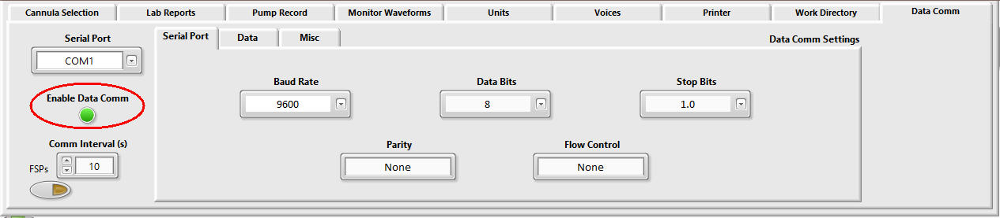 Cannula Selection Lab Reports Pump Record Monitor Waveforms Units Voices Printer Work Directory Data Comm
Serial Port Data Misc Data Comm Settings
Serial Port
COM1
Enable Data Comm
Comm Interval (s)
FSPs 10
Baud Rate Data Bits Stop Bits
9600 8 1.0
Parity Flow Control
None None